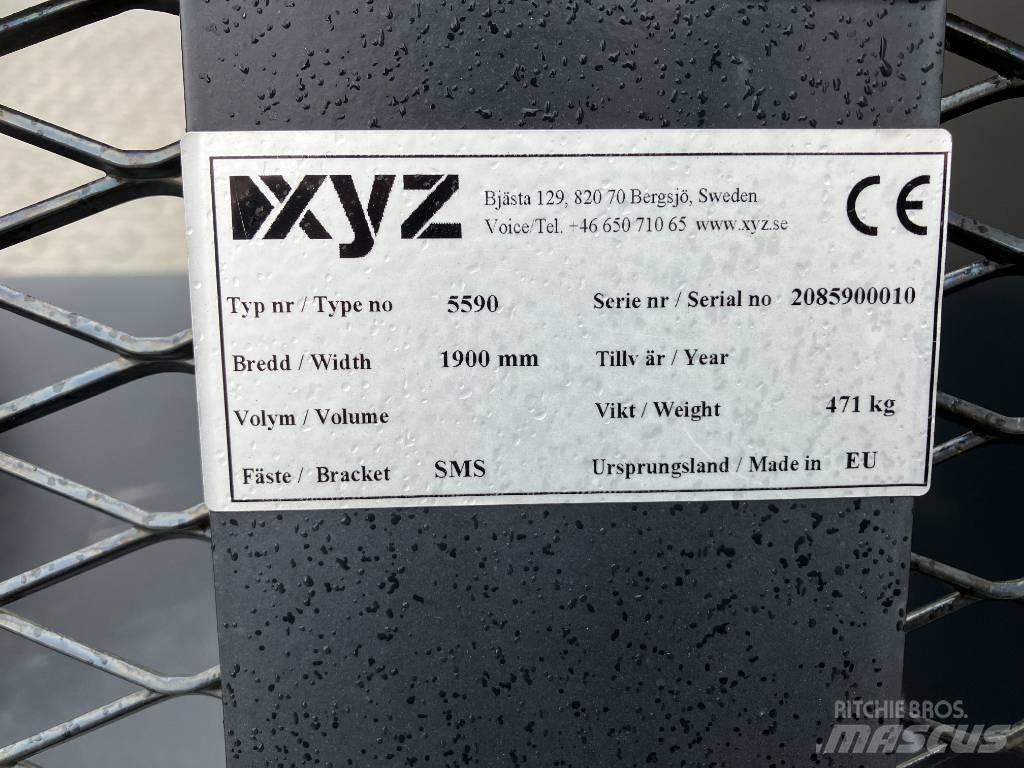 XYZ
Bjästa 129, 820 70 Bergsjö, Sweden
Voice/Tel. +46 650 710 65 www.xyz.se
CE
Typ nr / Type no 5590 Serie nr / Serial no 2085900010
Bredd / Width 1900 mm Tillv är / Year
Volym / Volume Vikt / Weight 471 kg
Fäste / Bracket SMS Ursprungsland / Made in EU
RITCHIE BROS.
MASCUS